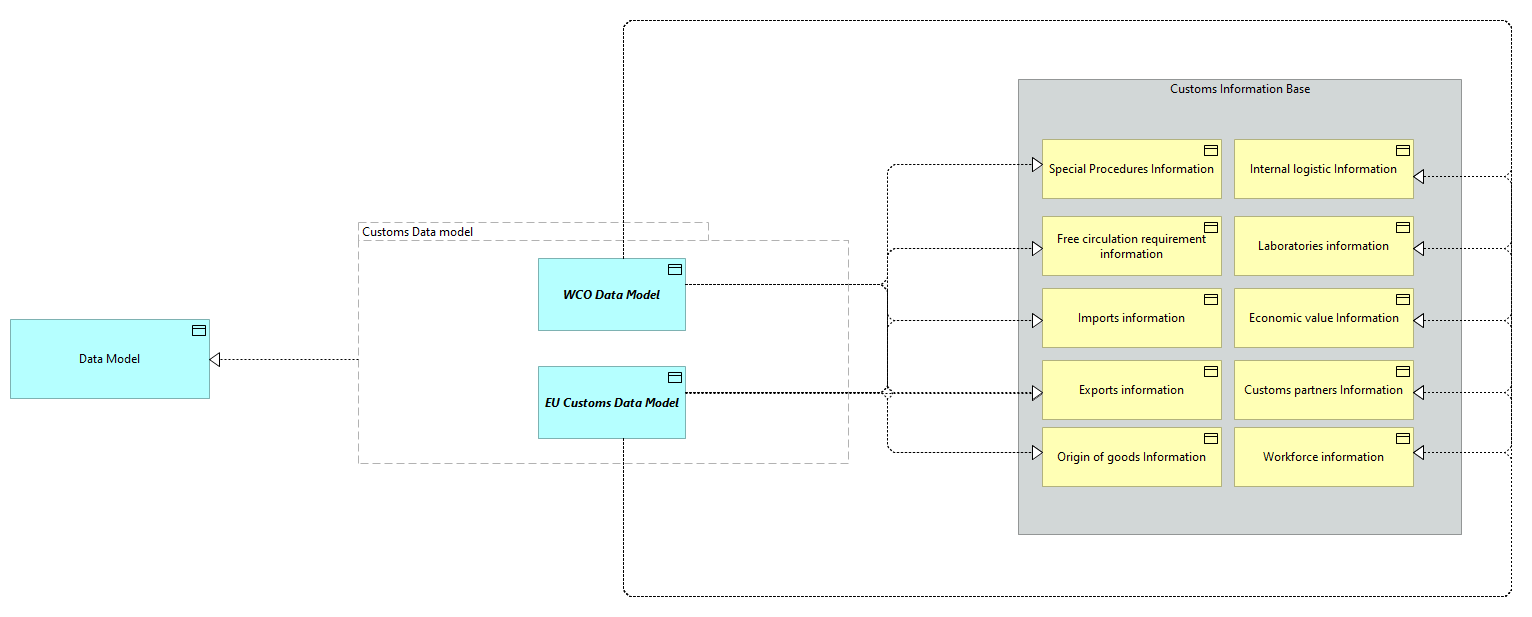 Customs Information Base
Special Procedures Information
Internal logistic Information
Customs Data model
Free circulation requirement
information
Laboratories information
WCO Data Model
Imports information
Economic value Information
Data Model
EU Customs Data Model
Exports information
Customs partners Information
Origin of goods Information
Workforce information